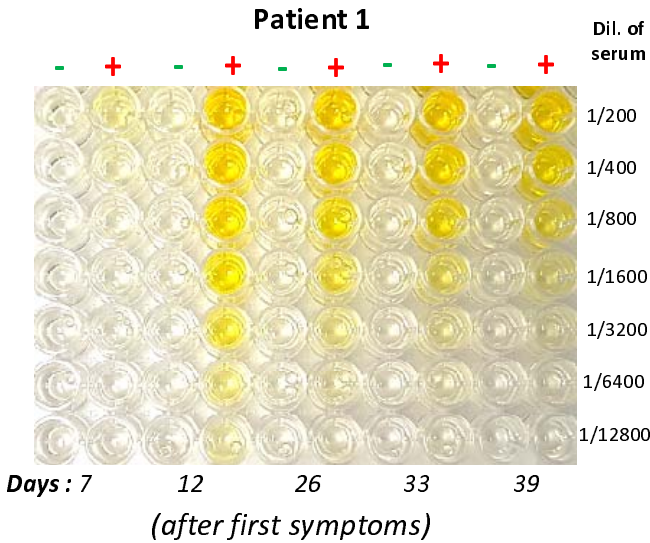 Patient 1
Dil. of
serum
- + - + - + - + - +
1/200
1/400
1/800
1/1600
1/3200
1/6400
1/12800
Days : 7 12 26 33 39
(after first symptoms)